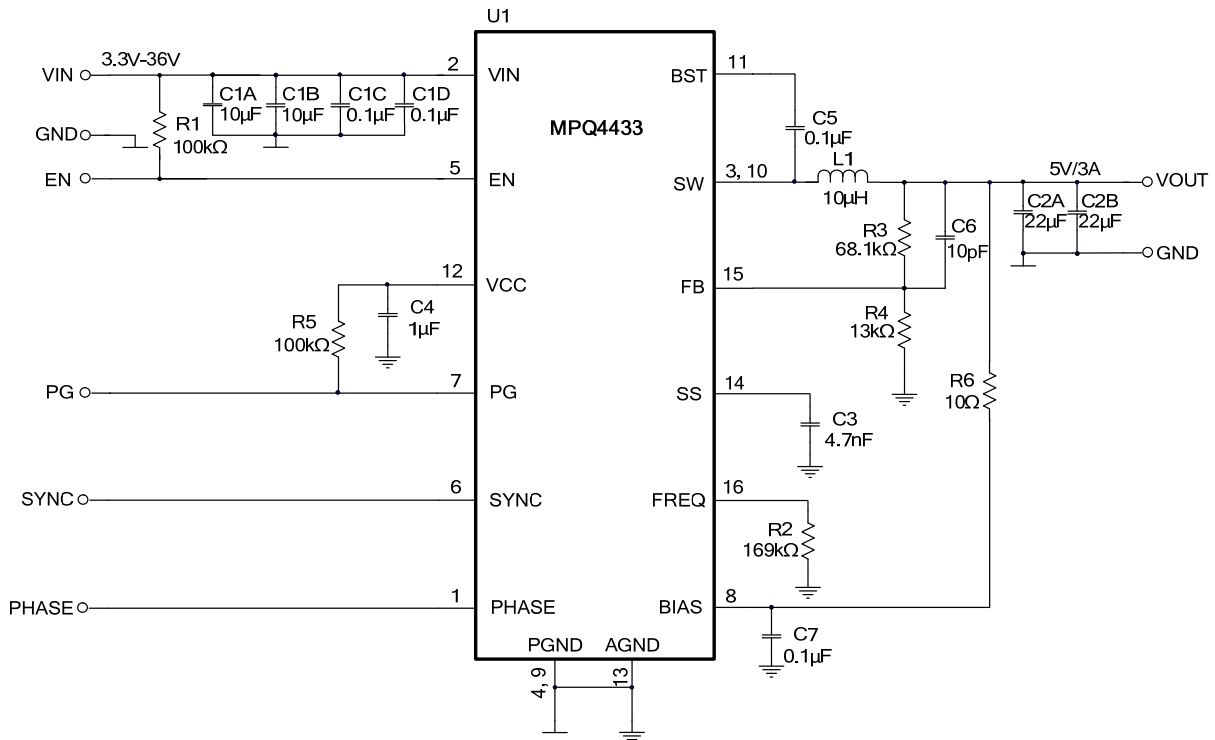 U1
MPQ4433
VIN
3.3V-36V
2
VIN
GND
R1
100kΩ
C1A
10µF
C1B
10µF
C1C
0.1µF
C1D
0.1µF
EN
5
EN
12
VCC
R5
100kΩ
C4
1µF
PG
7
PG
SYNC
6
SYNC
PHASE
1
PHASE
PGND
AGND
4, 9
13
BST
11
C5
0.1µF
SW
3, 10
L1
10µH
5V/3A
VOUT
C2A
22µF
C2B
22µF
GND
R3
68.1kΩ
C6
10pF
FB
15
R4
13kΩ
SS
14
C3
4.7nF
R6
10Ω
FREQ
16
R2
169kΩ
BIAS
8
C7
0.1µF